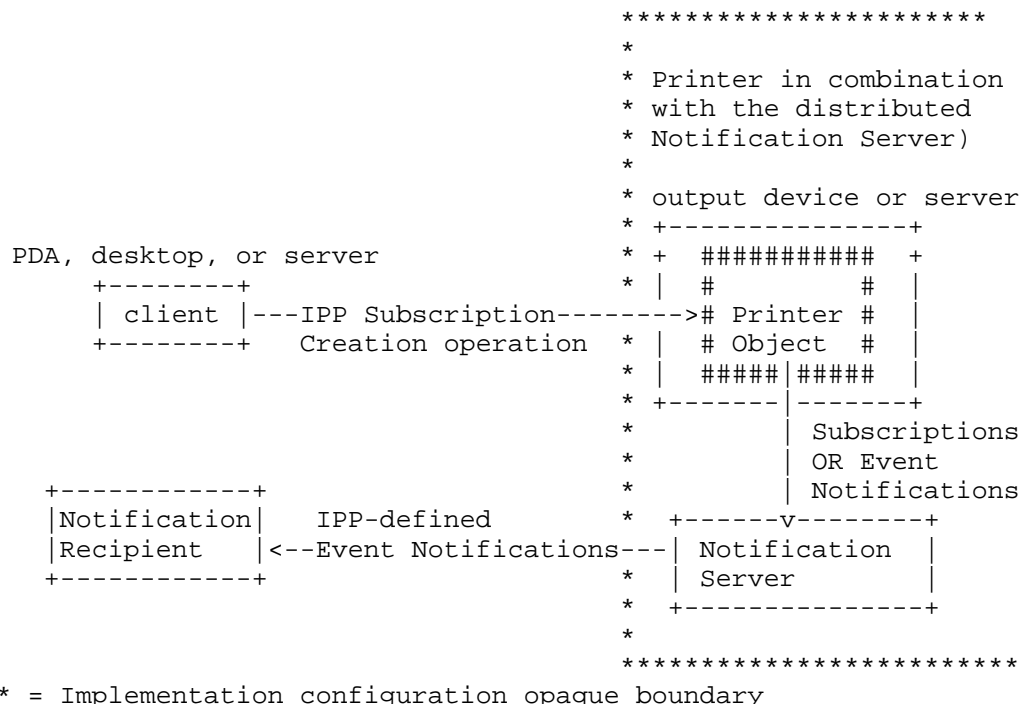 ***********************
*
* Printer in combination
* with the distributed
* Notification Server)
*
* output device or server
* +---------------+
PDA, desktop, or server * + ########### +
+--------+ * | # # |
| client |---IPP Subscription--------># Printer # |
+--------+ Creation operation * | # Object # |
* | #####|##### |
* +-------|-------+
* | Subscriptions
* | OR Event
+------------+ * | Notifications
|Notification| IPP-defined * +------v--------+
|Recipient |<--Event Notifications---| Notification |
+------------+ * | Server |
* +---------------+
*
*************************
* = Implementation configuration opaque boundary